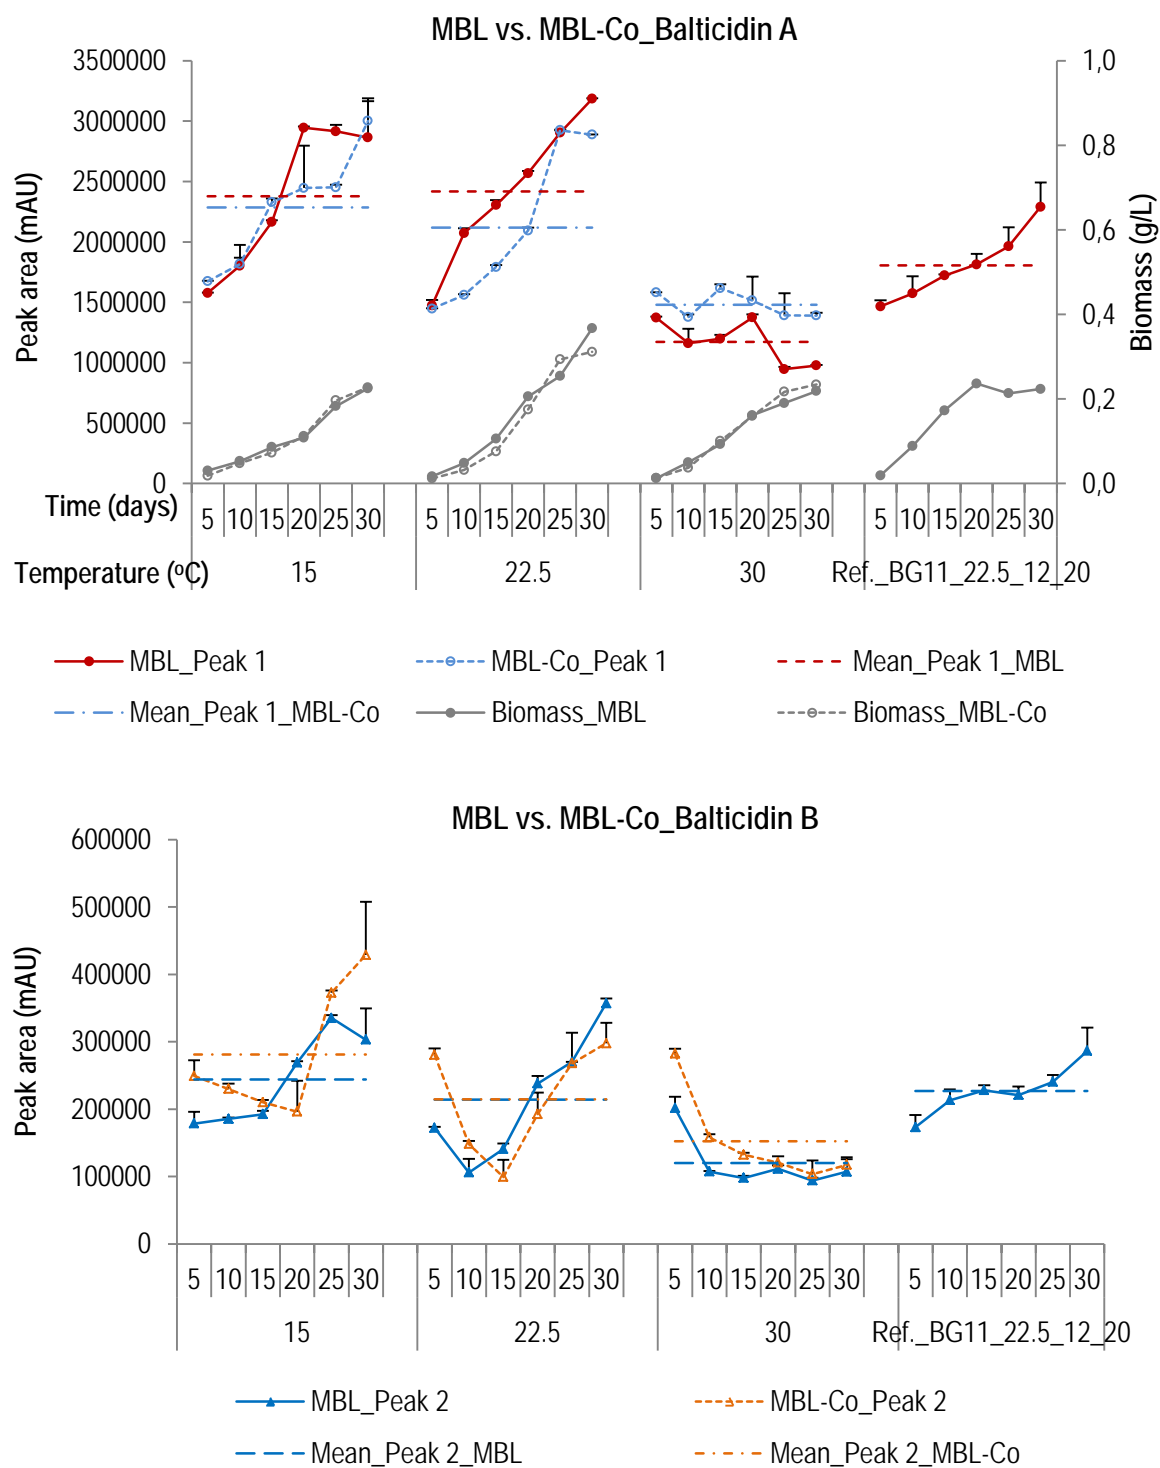 MBL vs. MBL-Co_Balticidin A
3500000
3000000
2500000
2000000
1500000
1000000
500000
0
Peak area (mAU)
1,0
0,8
0,6
0,4
0,2
0,0
Biomass (g/L)
Time (days) 5 10 15 20 25 30 5 10 15 20 25 30 5 10 15 20 25 30 5 10 15 20 25 30
Temperature (ºC) 15 22.5 30 Ref._BG11_22.5_12_20
MBL_Peak 1 MBL-Co_Peak 1 Mean_Peak 1_MBL
Mean_Peak 1_MBL-Co Biomass_MBL Biomass_MBL-Co
MBL vs. MBL-Co_Balticidin B
600000
500000
400000
300000
200000
100000
0
Peak area (mAU)
5 10 15 20 25 30 5 10 15 20 25 30 5 10 15 20 25 30 5 10 15 20 25 30
15 22.5 30 Ref._BG11_22.5_12_20
MBL_Peak 2 MBL-Co_Peak 2
Mean_Peak 2_MBL Mean_Peak 2_MBL-Co